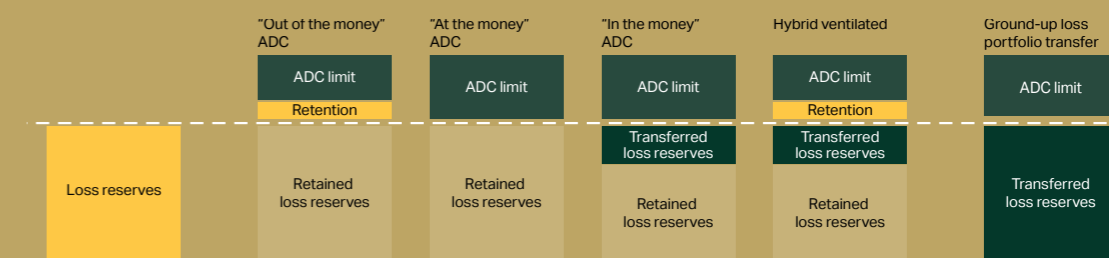 “Out of the money”
ADC
“At the money”
ADC
“In the money”
ADC
Hybrid ventilated
Ground-up loss
portfolio transfer
ADC limit
Retention
ADC limit
ADC limit
ADC limit
Retention
ADC limit
Loss reserves
Retained
loss reserves
Retained
loss reserves
Transferred
loss reserves
Retained
loss reserves
Transferred
loss reserves
Retained
loss reserves
Transferred
loss reserves